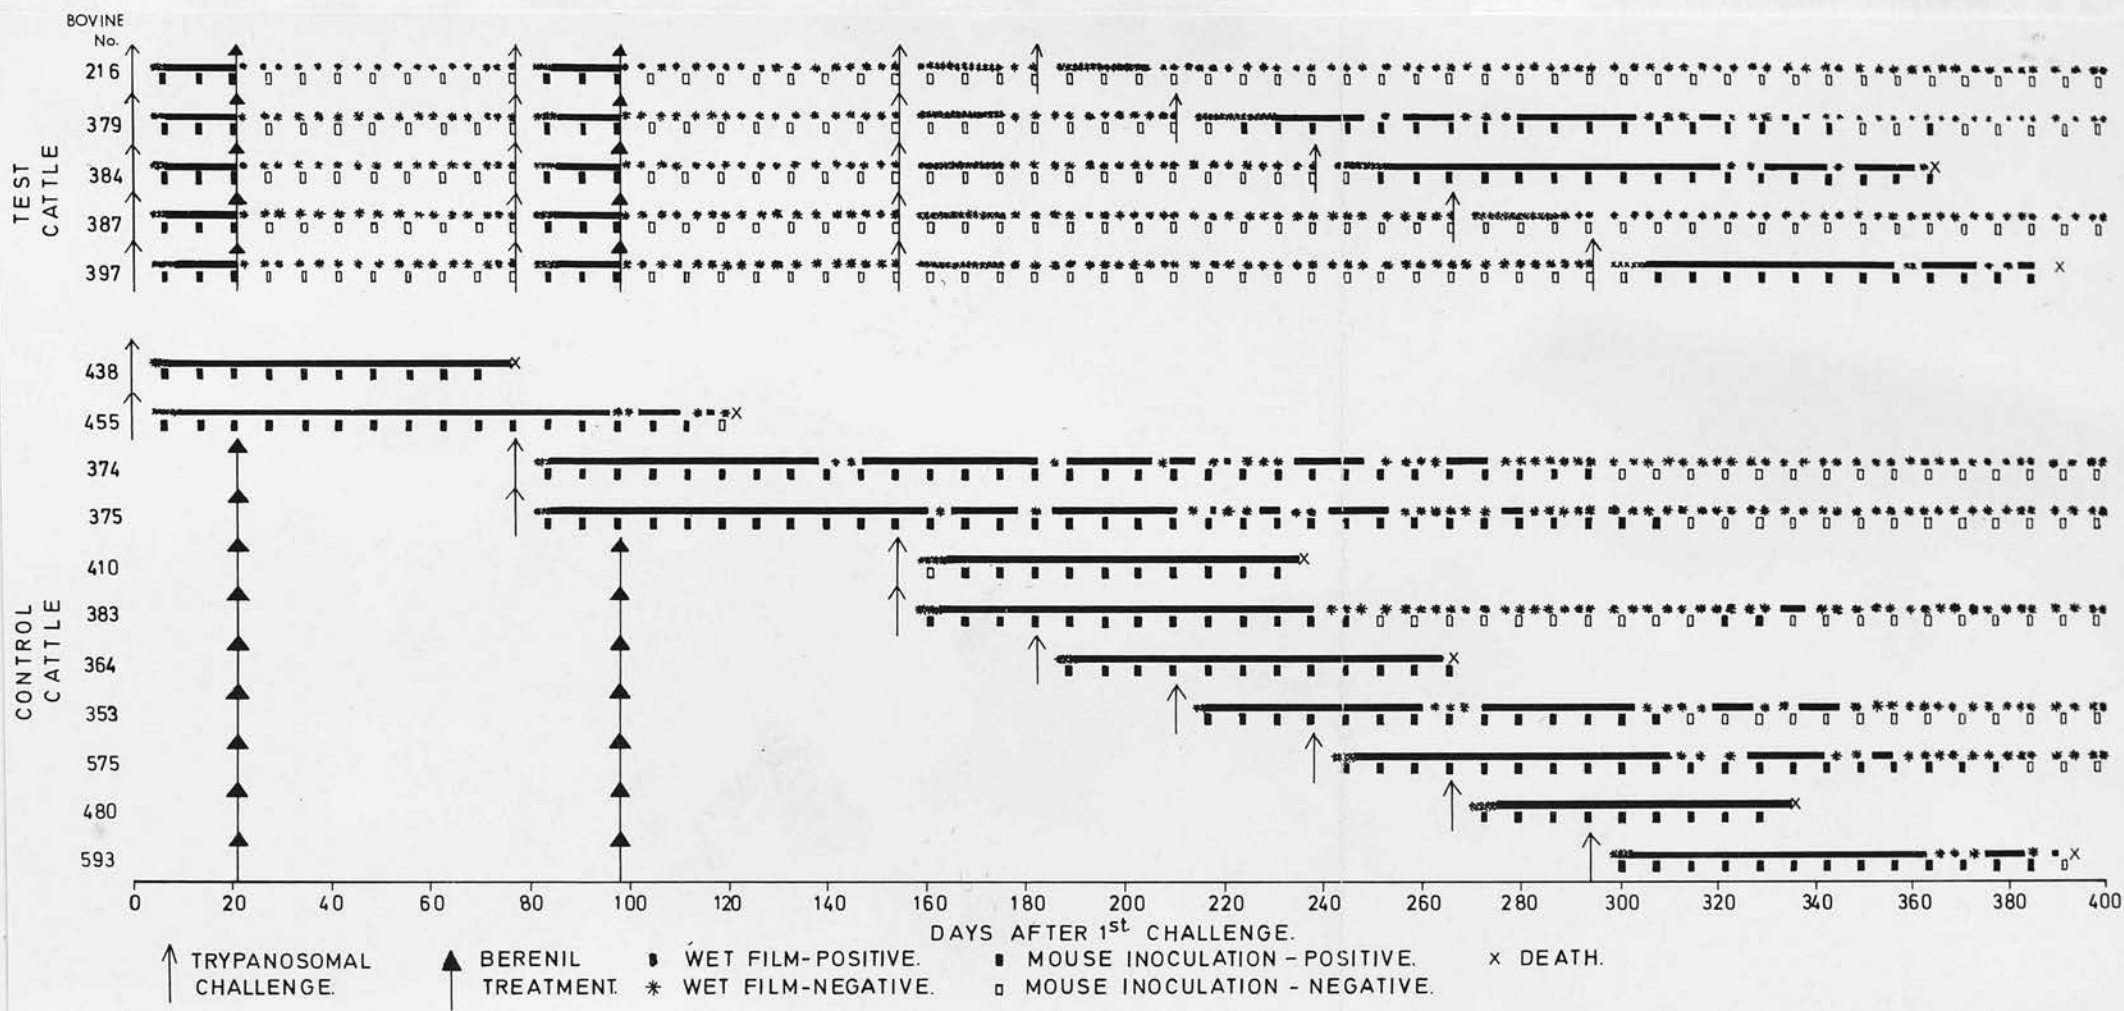 BOVINE
No.
216
379
384
387
397
TEST
CATTLE
438
455
374
375
410
383
364
353
575
480
593
CONTROL
CATTLE
0 20 40 60 80 100 120 140 160 180 200 220 240 260 280 300 320 340 360 380 400
DAYS AFTER 1st. CHALLENGE.
TRYPANOSOMAL
CHALLENGE.
BERENIL
TREATMENT.
WET FILM-POSITIVE.
* WET FILM-NEGATIVE.
MOUSE INOCULATION - POSITIVE.
MOUSE INOCULATION - NEGATIVE.
x DEATH.